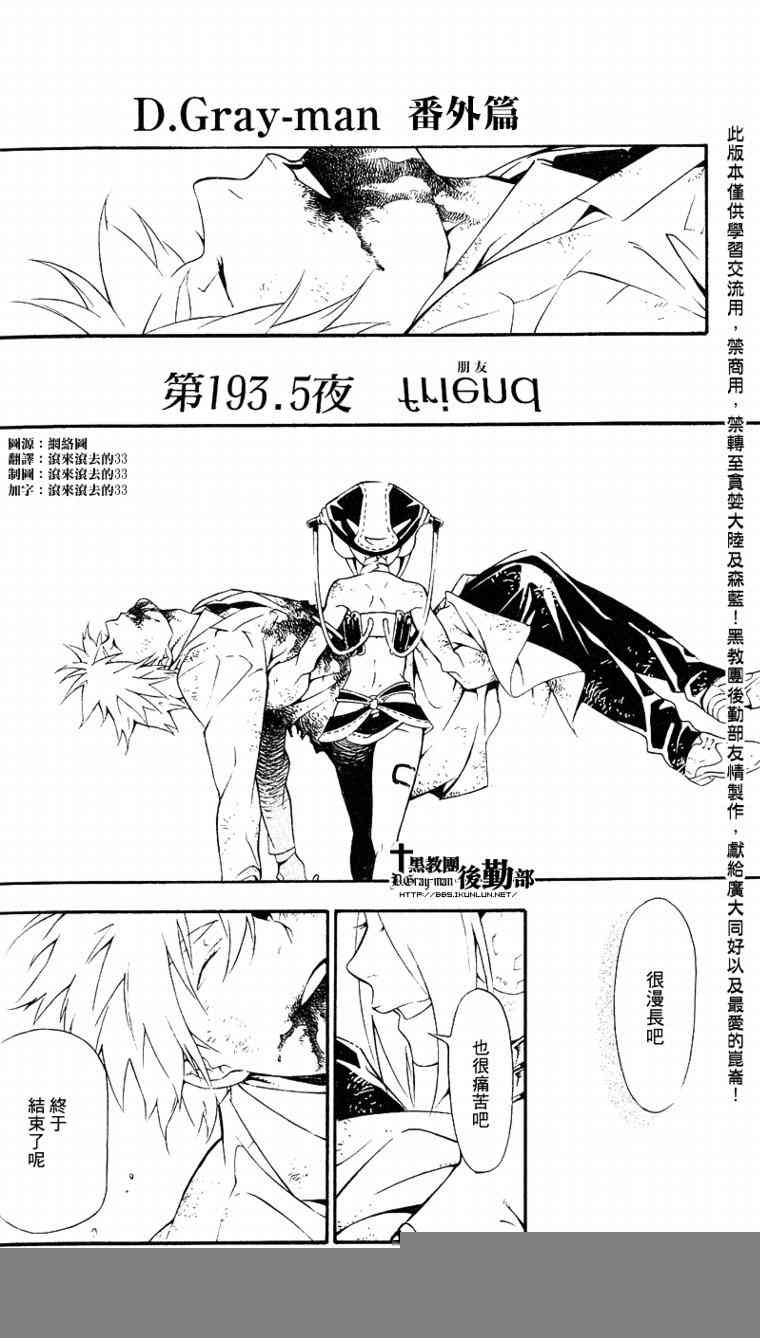 D.Gray-man 番外篇
第193.5夜 friend
朋友
圖源：網絡圖
翻譯：滾來滾去的33
制圖：滾來滾去的33
加字：滾來滾去的33
黑教團
D.Gray-man 後勤部
HTTP://BBS.IKUNLUN.NET/
很漫長吧
也很痛苦吧
終于
結束了呢
此版本僅供學習交流用，禁商用，禁轉至貪婪大陸及森藍！黑教團後勤部友情製作，獻給廣大同好以及最愛的崑崙！